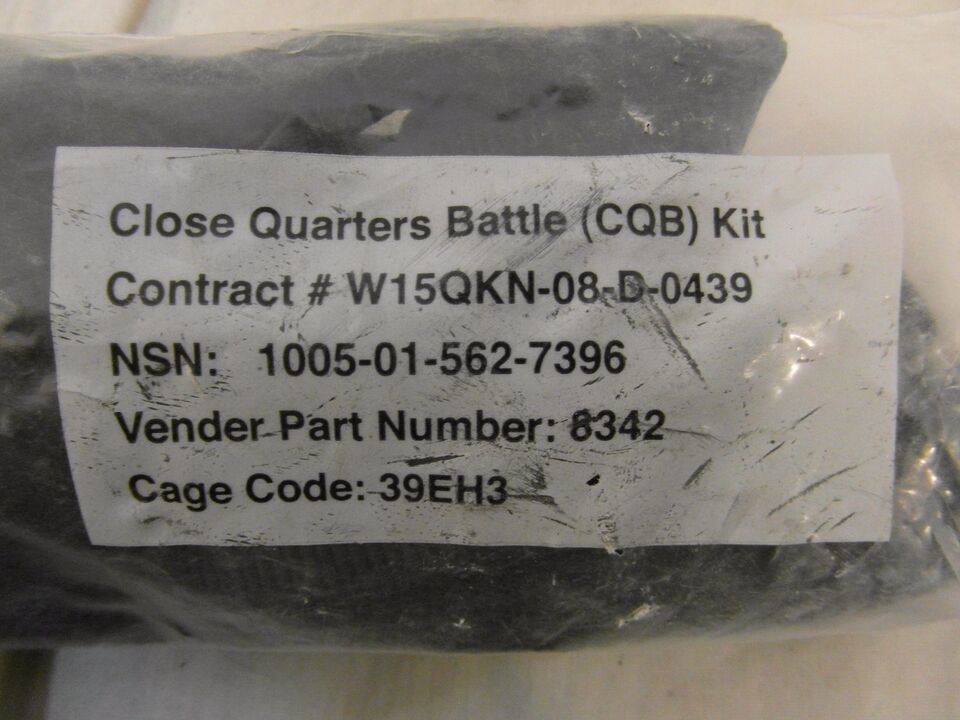 Close Quarters Battle (CQB) Kit
Contract # W15QKN-08-D-0439
NSN: 1005-01-562-7396
Vender Part Number: 8342
Cage Code: 39EH3